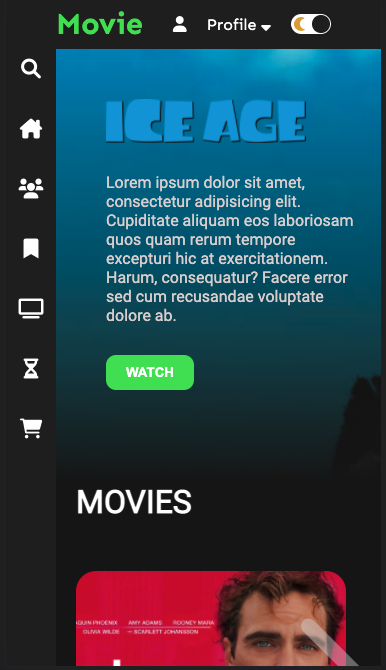 Movie
Profile
ICE AGE
Lorem ipsum dolor sit amet,
consectetur adipisicing elit.
Cupiditate aliquam eos laboriosam
quos quam rerum tempore
excepturi hic at exercitationem.
Harum, consequatur? Facere error
sed cum recusandae voluptate
dolore ab.
WATCH
MOVIES
AQUIN PHOENIX AMY ADAMS ROONEY MARA
OLIVIA WILDE SCARLETT JOHANSSON